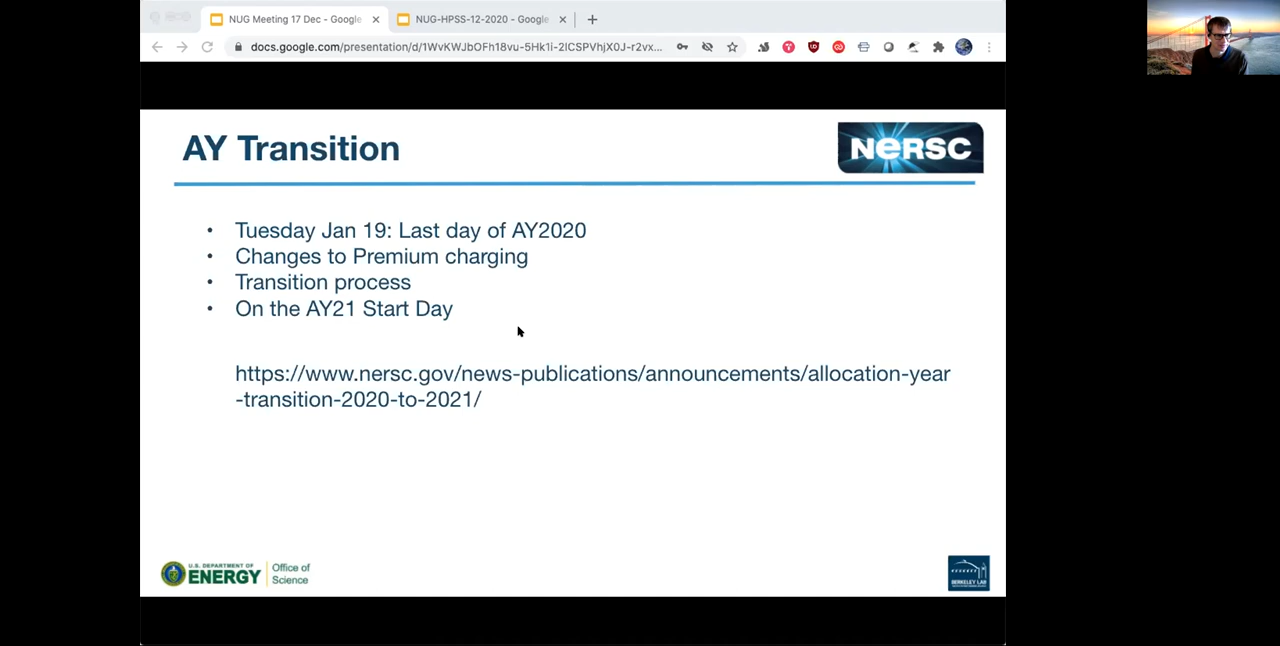 NUG Meeting 17 Dec - Google
NUG-HPSS-12-2020 - Google
docs.google.com/presentation/d/1WvKWJbOFh18vu-5Hk1i-2lCSPVhjX0J-r2vx...
AY Transition
NERSC
• Tuesday Jan 19: Last day of AY2020
• Changes to Premium charging
• Transition process
• On the AY21 Start Day
https://www.nersc.gov/news-publications/announcements/allocation-year
-transition-2020-to-2021/
U.S. DEPARTMENT OF
ENERGY
Office of
Science
BERKELEY LAB